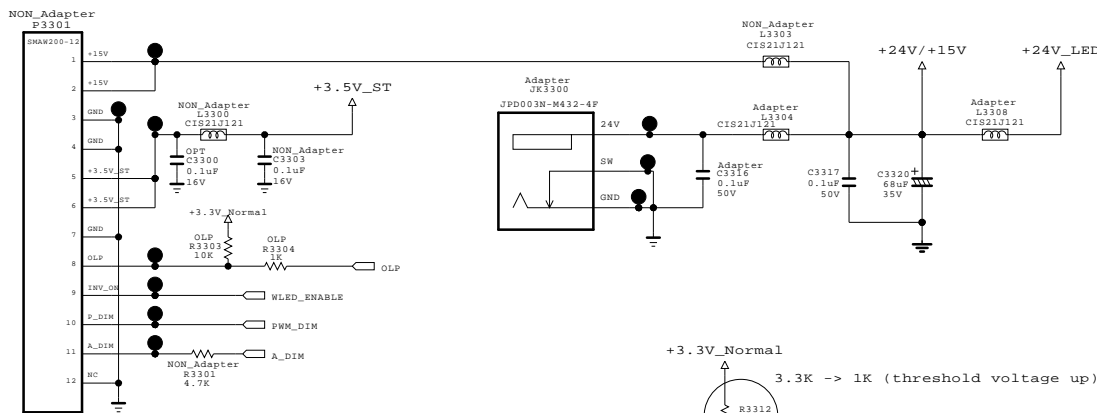 NON_Adapter
P3301
SMAW200-12
1
+15V
2
+15V
3
GND
4
GND
5
+3.5V_ST
6
+3.5V_ST
7
GND
8
OLP
9
INV_ON
10
P_DIM
11
A_DIM
12
NC
NON_Adapter
L3300
CIS21J121
+3.5V_ST
OPT
C3300
0.1uF
16V
NON_Adapter
C3303
0.1uF
16V
+3.3V_Normal
OLP
R3303
10K
OLP
R3304
1K
OLP
WLED_ENABLE
PWM_DIM
A_DIM
NON_Adapter
R3301
4.7K
Adapter
JK3300
JPD003N-M432-4F
24V
SW
GND
NON_Adapter
L3303
CIS21J121
Adapter
L3304
CIS21J121
Adapter
C3316
0.1uF
50V
C3317
0.1uF
50V
C3320
68uF
35V
+24V/+15V
+24V_LED
Adapter
L3308
CIS21J121
+3.3V_Normal
3.3K -> 1K (threshold voltage up)
R3312